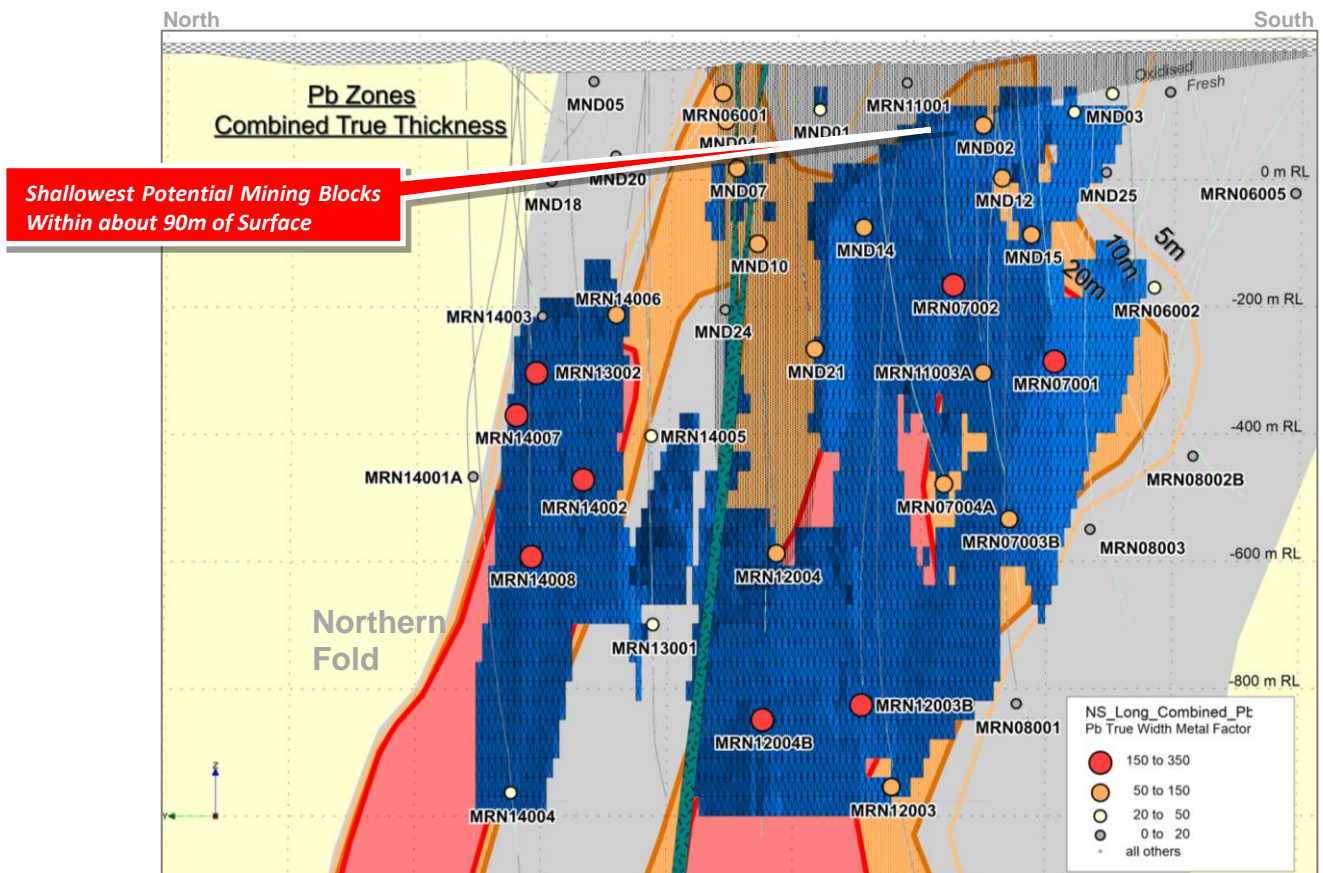 North
South
Pb Zones
Combined True Thickness
Oxidised
Fresh
MND05
MRN06001
MND01
MRN11001
MND03
MND04
MND02
Shallowest Potential Mining Blocks
Within about 90m of Surface
MND20
MND18
MND07
MND12
MND25
0 m RL
MRN06005
MND14
MND15
MND10
5m
10m
20m
MRN07002
MRN06002
-200 m RL
MRN14006
MRN14003
MND24
MND21
MRN13002
MRN11003A
MRN07001
MRN14007
MRN14005
-400 m RL
MRN14001A
MRN08002B
MRN14002
MRN07004A
MRN07003B
MRN08003
MRN14008
MRN12004
-600 m RL
Northern
Fold
MRN13001
-800 m RL
MRN12003B
MRN12004B
MRN08001
MRN14004
MRN12003
Z
Y
NS_Long_Combined_Pb
Pb True Width Metal Factor
150 to 350
50 to 150
20 to 50
0 to 20
all others